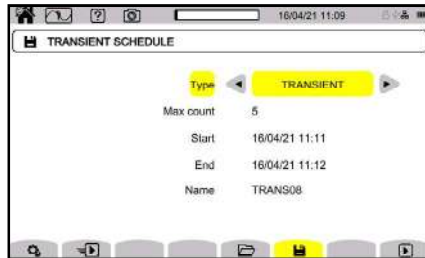 16/04/21 11:09
TRANSIENT SCHEDULE
Type TRANSIENT
Max count 5
Start 16/04/21 11:11
End 16/04/21 11:12
Name TRANS08